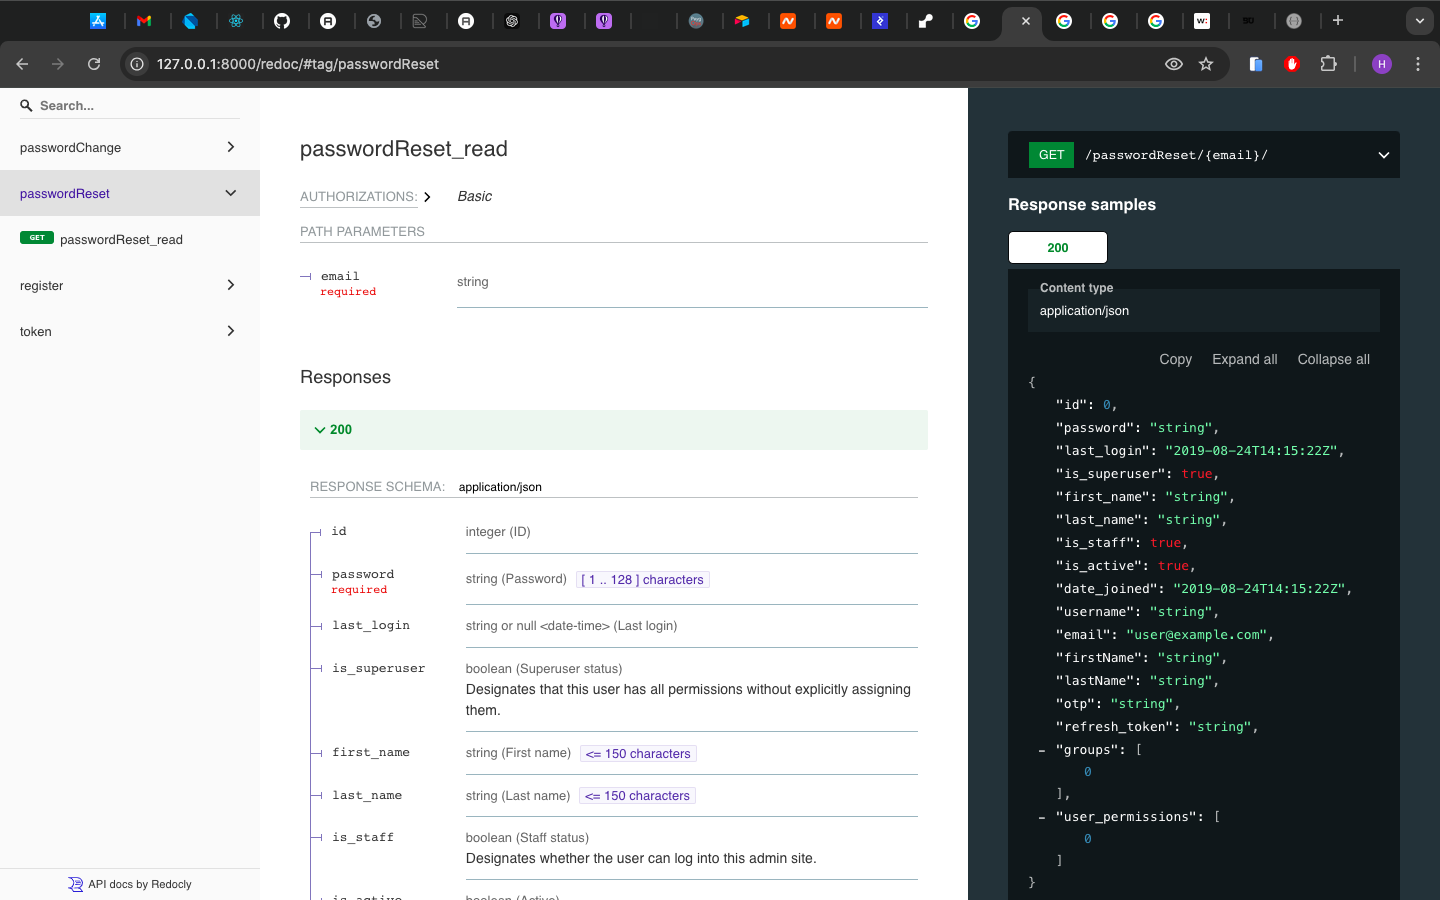 127.0.0.1:8000/redoc/#tag/passwordReset
H
Search...
passwordChange
passwordReset
GET passwordReset_read
register
token
API docs by Redocly
passwordReset_read
AUTHORIZATIONS: Basic
PATH PARAMETERS
email
required
string
Responses
200
RESPONSE SCHEMA: application/json
id integer (ID)
password
required
string (Password) [ 1 .. 128 ] characters
last_login string or null <date-time> (Last login)
is_superuser boolean (Superuser status)
Designates that this user has all permissions without explicitly assigning
them.
first_name string (First name) <= 150 characters
last_name string (Last name) <= 150 characters
is_staff boolean (Staff status)
Designates whether the user can log into this admin site.
is_active boolean (Active)
GET /passwordReset/{email}/
Response samples
200
Content type
application/json
Copy Expand all Collapse all
{
"id": 0,
"password": "string",
"last_login": "2019-08-24T14:15:22Z",
"is_superuser": true,
"first_name": "string",
"last_name": "string",
"is_staff": true,
"is_active": true,
"date_joined": "2019-08-24T14:15:22Z",
"username": "string",
"email": "user@example.com",
"firstName": "string",
"lastName": "string",
"otp": "string",
"refresh_token": "string",
- "groups": [
0
],
- "user_permissions": [
0
]
}